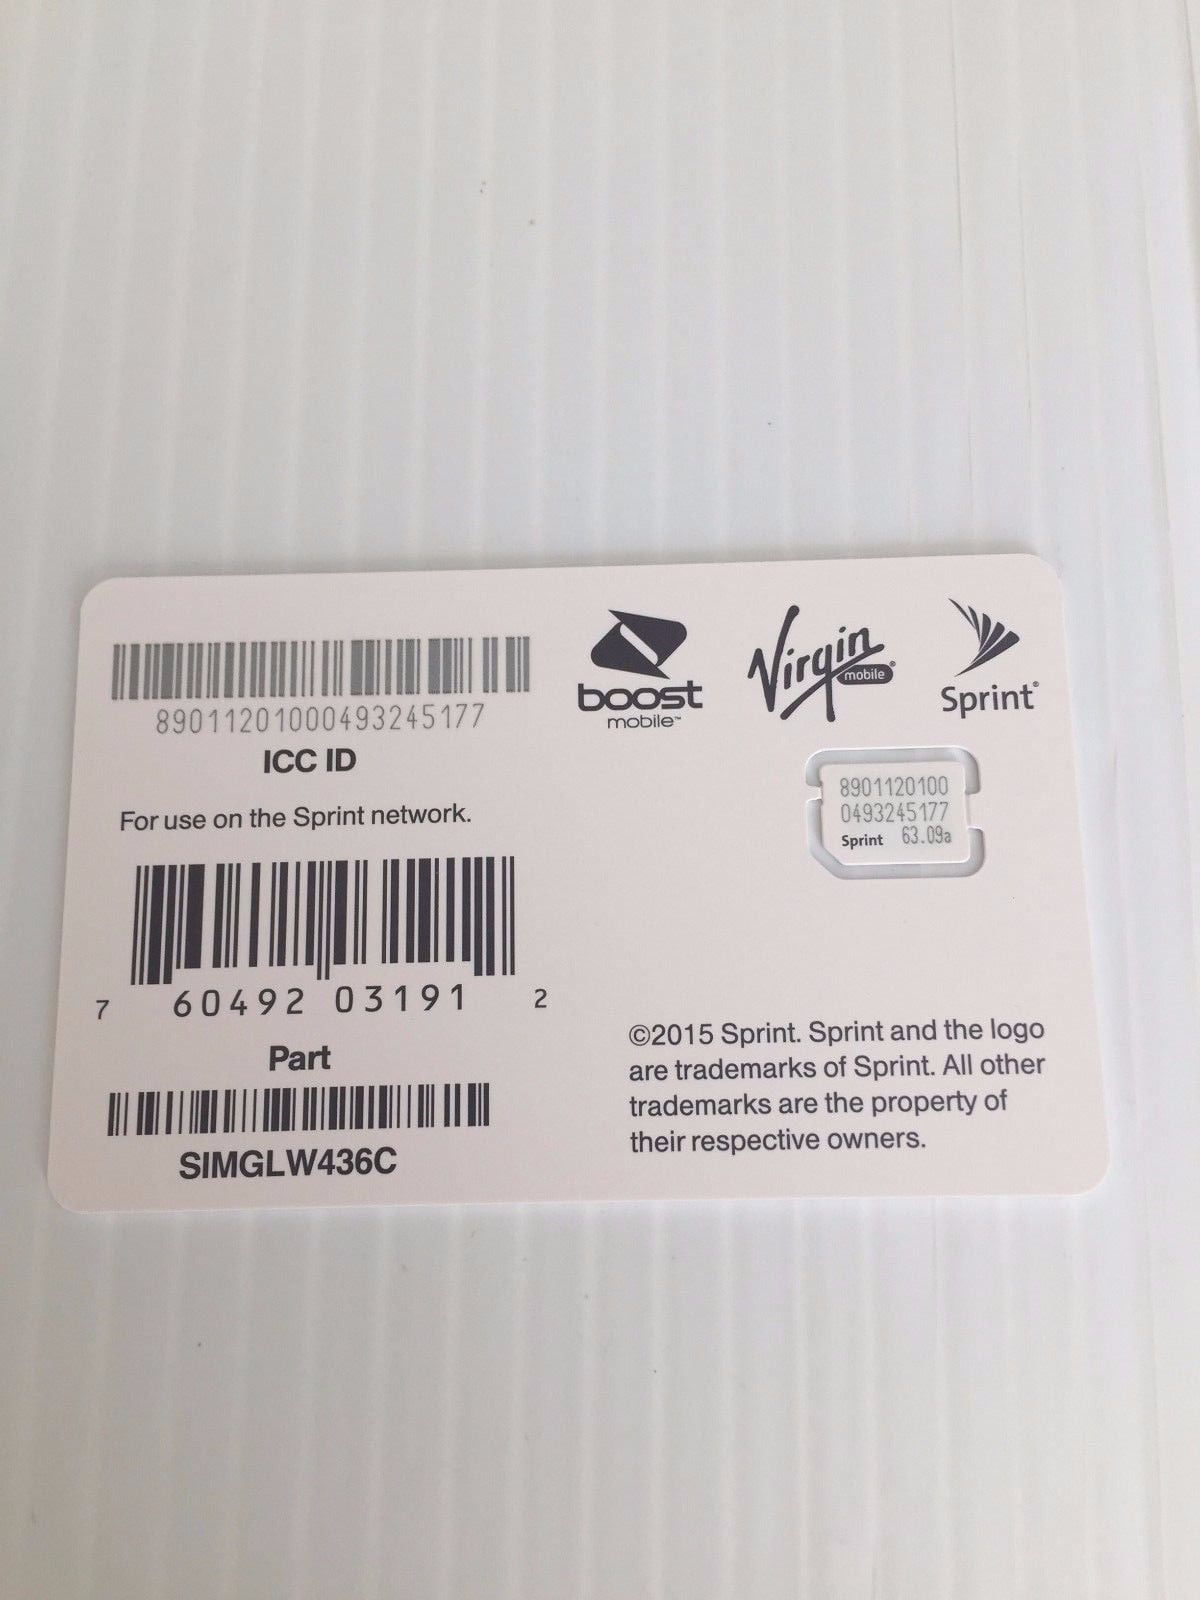 89011201000493245177
ICC ID
For use on the Sprint network.
7 60492 03191 2
Part
SIMGLW436C
boost
mobile™
Virgin
mobile®
Sprint®
8901120100
0493245177
Sprint 63.09a
©2015 Sprint. Sprint and the logo
are trademarks of Sprint. All other
trademarks are the property of
their respective owners.